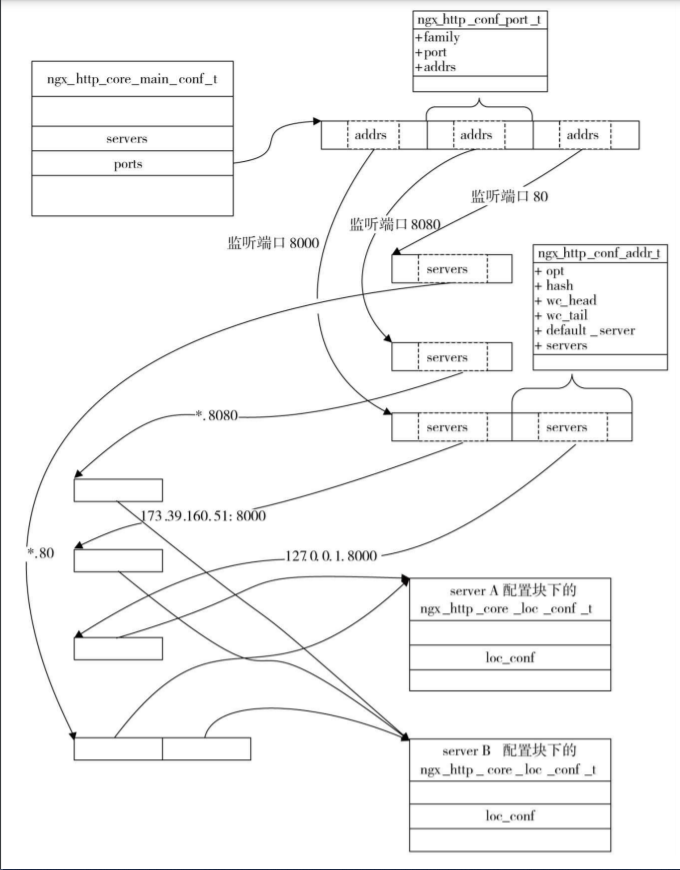 ngx_http_conf_port_t
+family
+port
+addrs
ngx_http_core_main_conf_t
servers
ports
addrs
addrs
addrs
监听端口 80
监听端口 8080
监听端口 8000
servers
ngx_http_conf_addr_t
+ opt
+ hash
+ wc_head
+ wc_tail
+ default _server
+ servers
servers
*. 8080
servers
servers
173.39.160.51: 8000
*.80
127.0.0.1.8000
server A 配置块下的
ngx_http _core _loc _conf _t
loc_conf
server B 配置块下的
ngx_http _ core _loc _conf _t
loc_conf